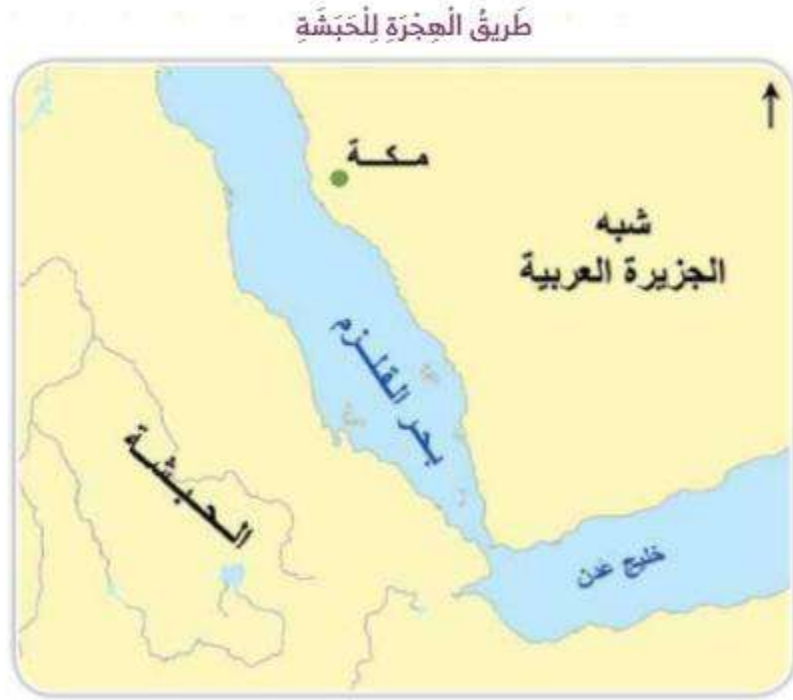 طَرِيقُ الْهِجْرَةِ لِلْحَبَشَةِ
مكة
شبه
الجزيرة العربية
بحر القلزم
الحبشة
خليج عدن